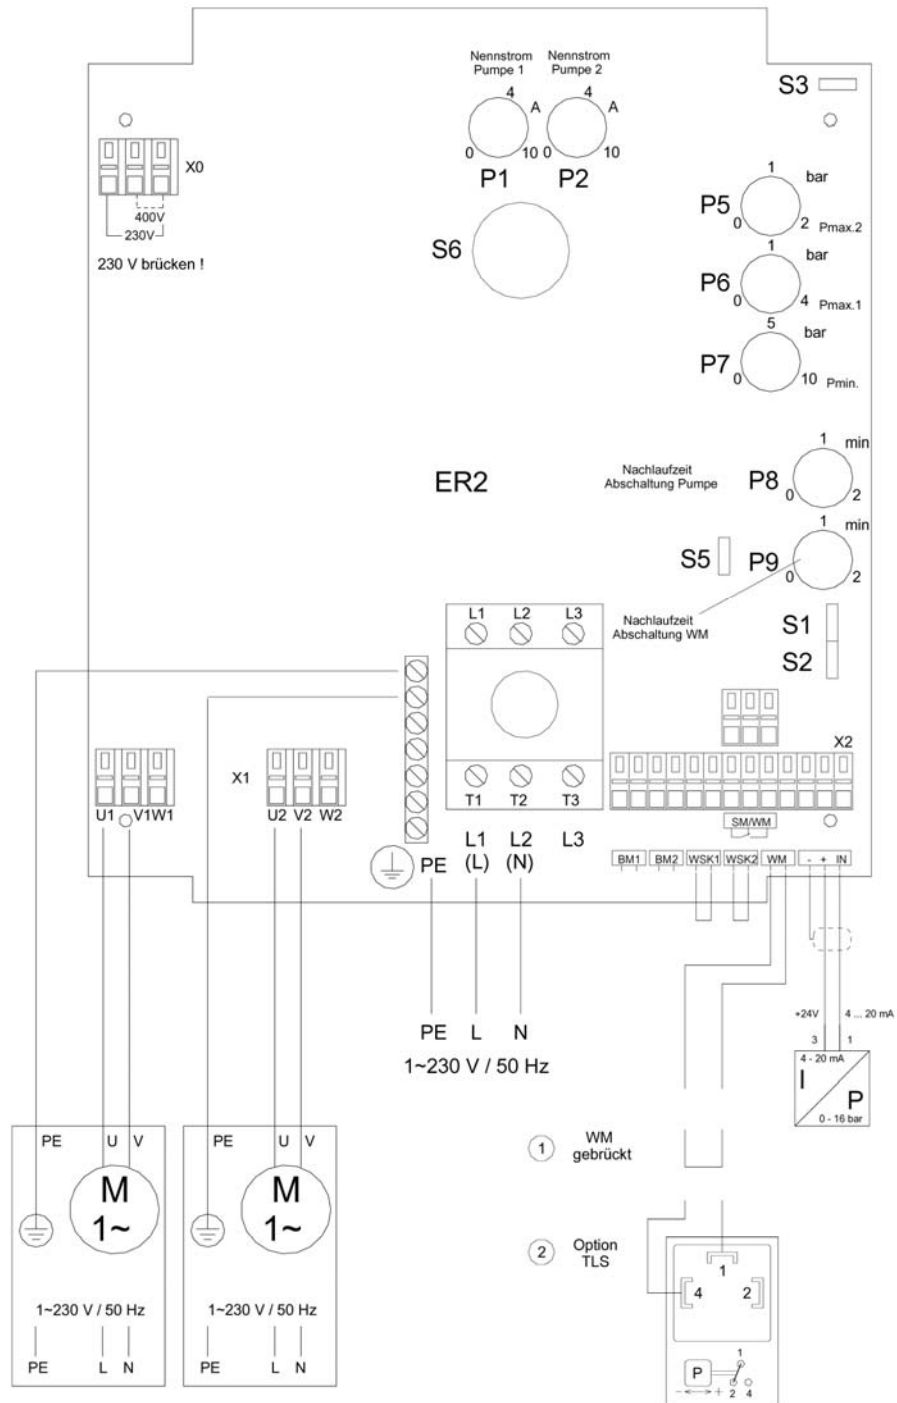 Nennstrom Nennstrom
Pumpe 1 Pumpe 2
4 4
A A
0 10 0 10
P1 P2
S3
X0
400V
230V
230 V brücken !
S6
1
bar
P5
0 2 Pmax.2
1
bar
P6
0 4 Pmax.1
5
bar
P7
0 10 Pmin.
1 min
ER2
Nachlaufzeit
Abschaltung Pumpe
P8
0 2
1 min
S5 P9
0 2
Nachlaufzeit
Abschaltung WM
S1
S2
L1 L2 L3
X2
X1
T1 T2 T3
U1 V1W1 U2 V2 W2
SM/WM
L1 L2 L3
PE (L) (N)
BM1 BM2 WSK1 WSK2 WM - + IN
+24V 4 ... 20 mA
3 1
PE L N
1~230 V / 50 Hz
4 - 20 mA
I
P
0 - 16 bar
1 WM
gebrückt
PE U V PE U V
M M
1~ 1~
2 Option
TLS
1
4 2
1~230 V / 50 Hz 1~230 V / 50 Hz
PE L N PE L N
1
P
- + 2 4